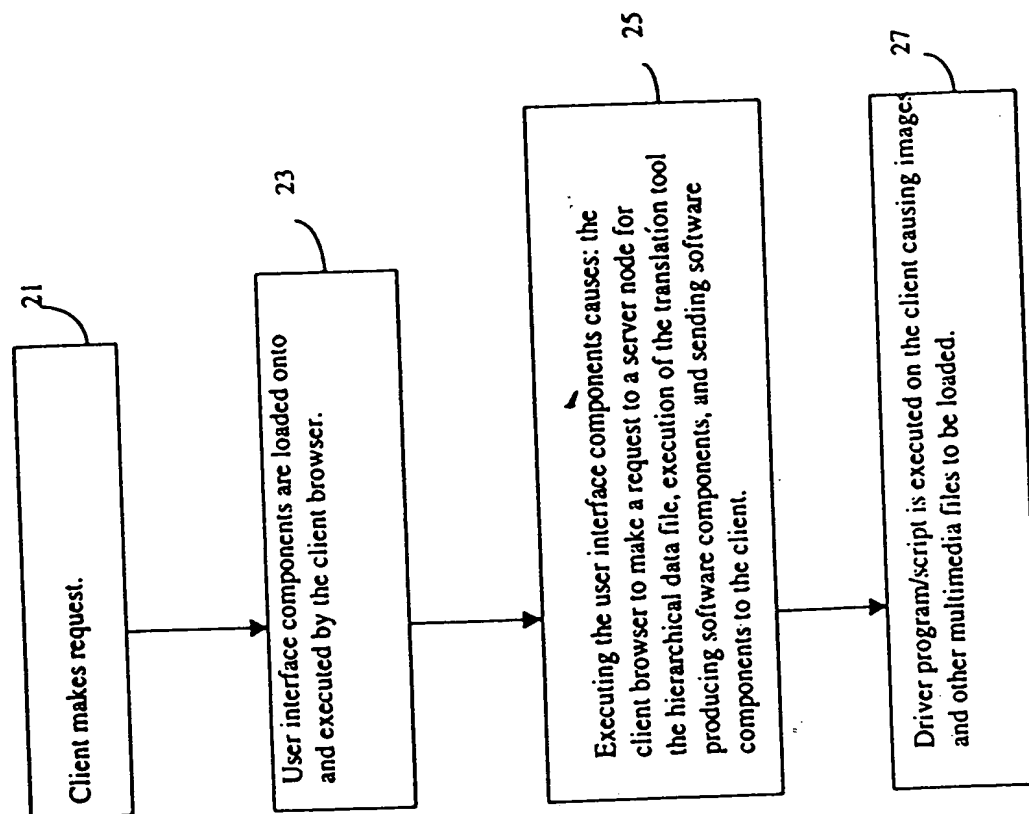 21
Client makes request.
23
User interface components are loaded onto
and executed by the client browser.
25
Executing the user interface components causes: the
client browser to make a request to a server node for
the hierarchical data file, execution of the translation tool
producing software components, and sending software
components to the client.
27
Driver program/script is executed on the client causing images
and other multimedia files to be loaded.